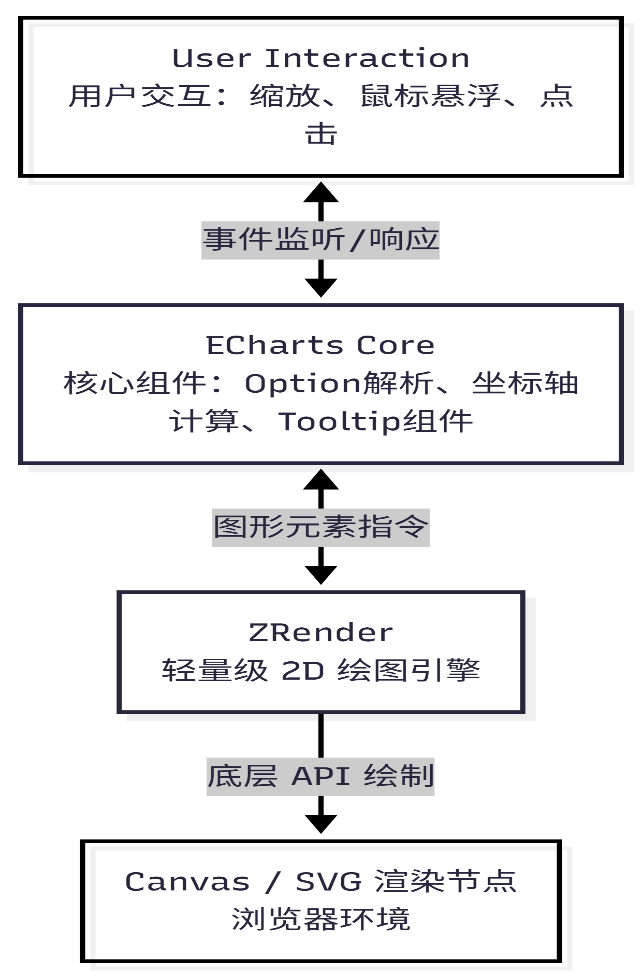 User Interaction
用户交互：缩放、鼠标悬浮、点
击
事件监听/响应
ECharts Core
核心组件：Option解析、坐标轴
计算、Tooltip组件
图形元素指令
ZRender
轻量级 2D 绘图引擎
底层 API 绘制
Canvas / SVG 渲染节点
浏览器环境